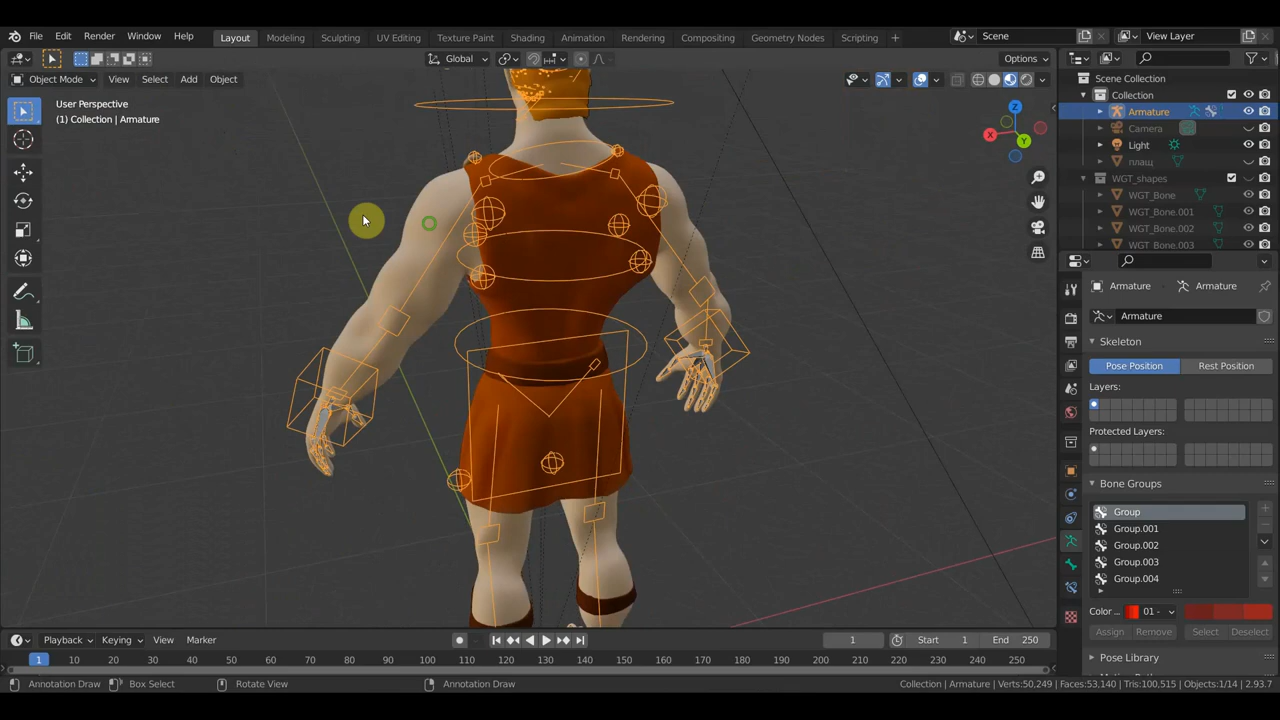 File Edit Render Window Help
Layout Modeling Sculpting UV Editing Texture Paint Shading Animation Rendering Compositing Geometry Nodes Scripting +
Scene
View Layer
Global
Options
Object Mode View Select Add Object
User Perspective
(1) Collection | Armature
Z
X
Y
Scene Collection
Collection
Armature
Camera
Light
плащ
WGT_shapes
WGT_Bone
WGT_Bone.001
WGT_Bone.002
WGT_Bone.003
Armature Armature
Armature
Skeleton
Pose Position Rest Position
Layers:
Protected Layers:
Bone Groups
Group
Group.001
Group.002
Group.003
Group.004
Color... 01 -
Assign Remove Select Deselect
Pose Library
Playback Keying View Marker
1 Start 1 End 250
1 10 20 30 40 50 60 70 80 90 100 110 120 130 140 150 160 170 180 190 200 210 220 230 240 250
Annotation Draw Box Select Rotate View Annotation Draw
Collection | Armature | Verts:50,249 | Faces:53,140 | Tris:100,515 | Objects:1/14 | 2.93.7